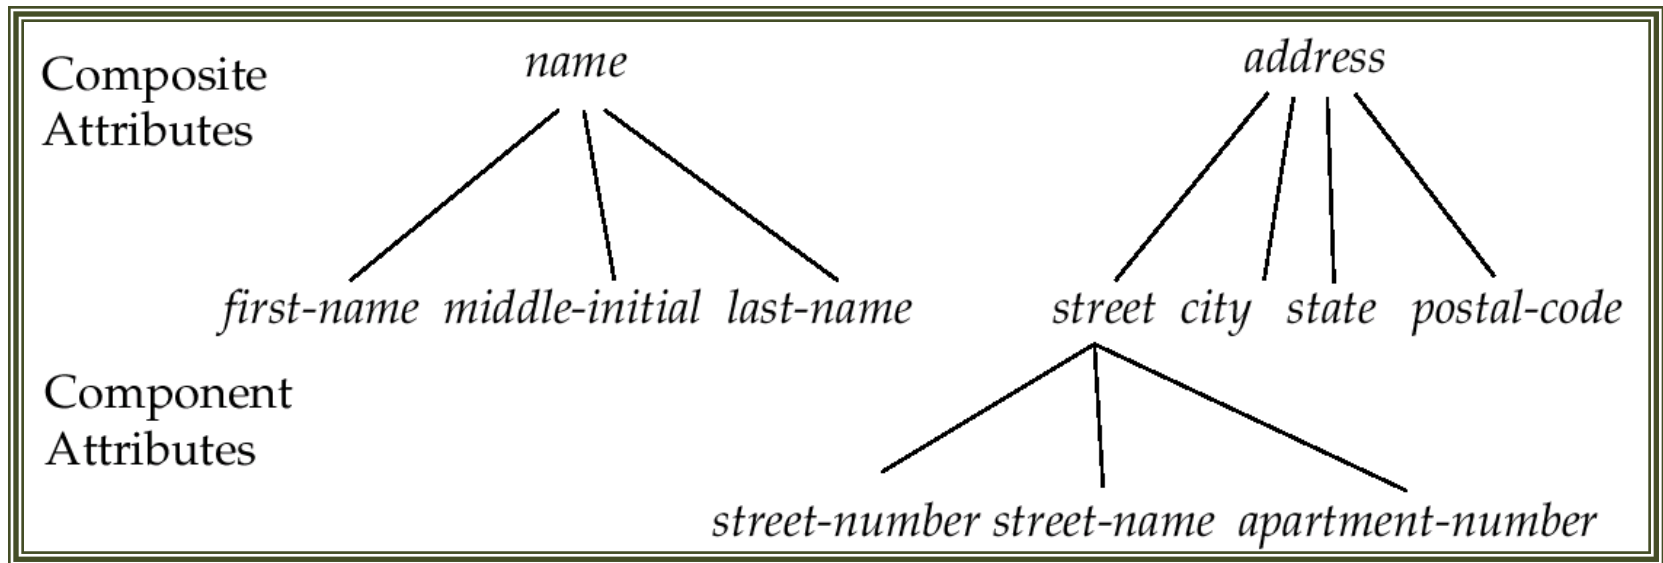 Composite
Attributes
name
address
first-name middle-initial last-name
street city state postal-code
Component
Attributes
street-number street-name apartment-number